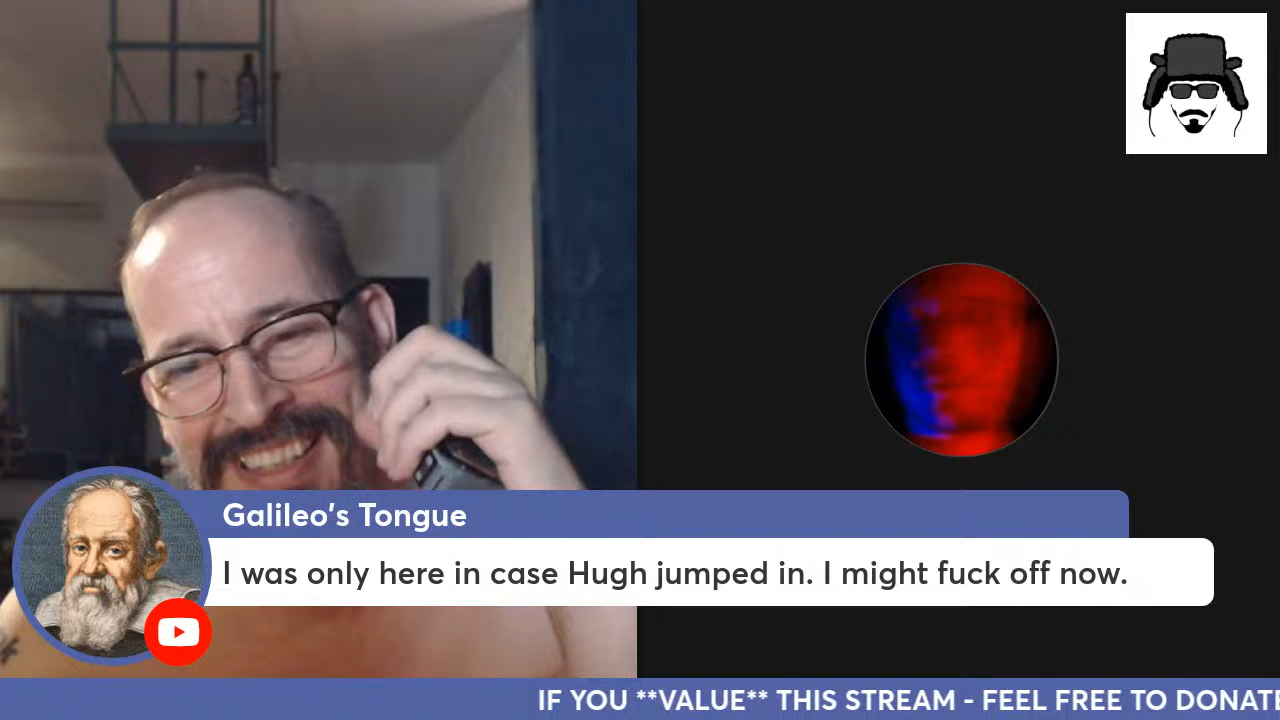 Galileo's Tongue
I was only here in case Hugh jumped in. I might fuck off now.
IF YOU **VALUE** THIS STREAM - FEEL FREE TO DONATE